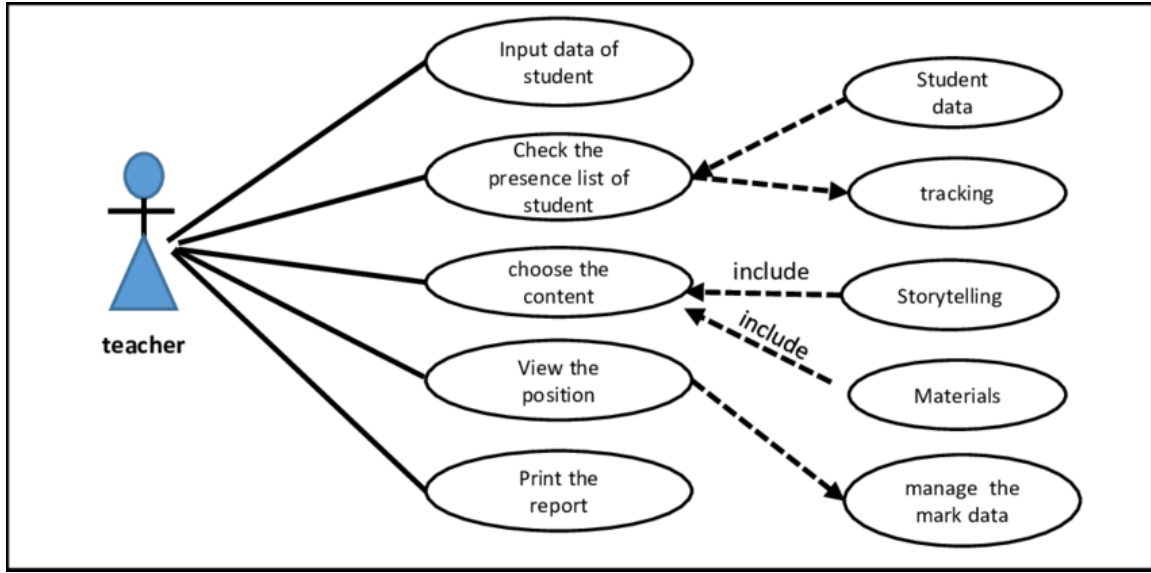 Input data of
student
Student
data
Check the
presence list of
student
tracking
choose the
content
include
Storytelling
include
teacher
View the
position
Materials
Print the
report
manage the
mark data